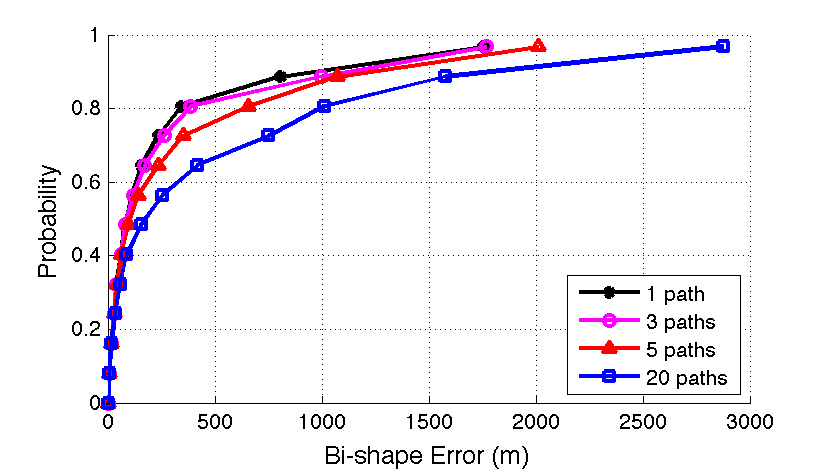 1
0.8
0.6
0.4
0.2
0
Probability
0
500
1000
1500
2000
2500
3000
Bi-shape Error (m)
1 path
3 paths
5 paths
20 paths